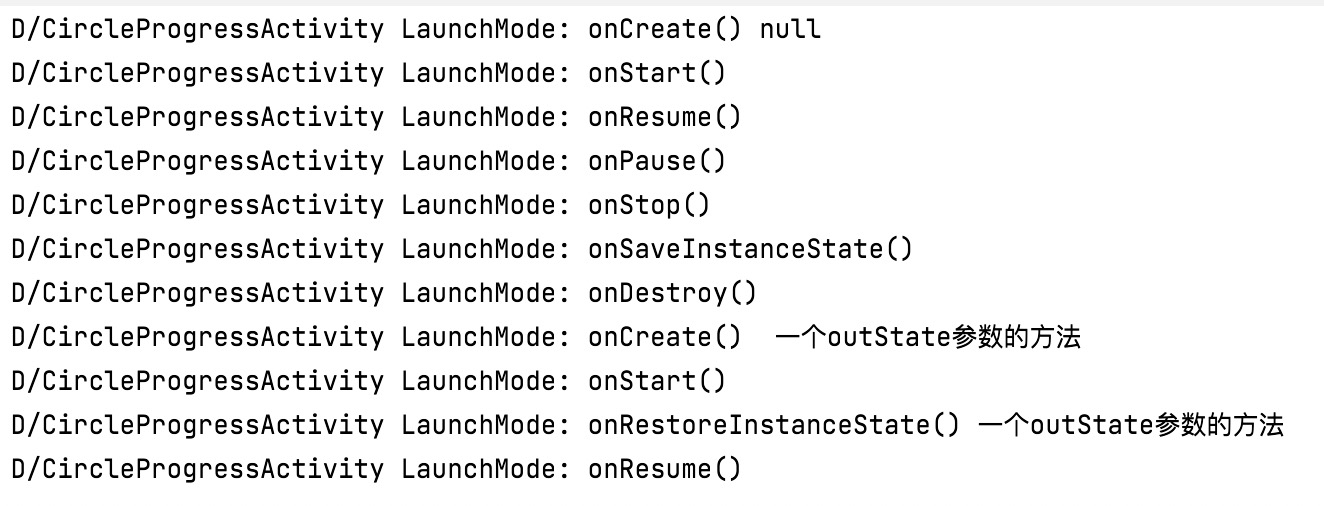 D/CircleProgressActivity LaunchMode: onCreate() null
D/CircleProgressActivity LaunchMode: onStart()
D/CircleProgressActivity LaunchMode: onResume()
D/CircleProgressActivity LaunchMode: onPause()
D/CircleProgressActivity LaunchMode: onStop()
D/CircleProgressActivity LaunchMode: onSaveInstanceState()
D/CircleProgressActivity LaunchMode: onDestroy()
D/CircleProgressActivity LaunchMode: onCreate()  一个outState参数的方法
D/CircleProgressActivity LaunchMode: onStart()
D/CircleProgressActivity LaunchMode: onRestoreInstanceState() 一个outState参数的方法
D/CircleProgressActivity LaunchMode: onResume()